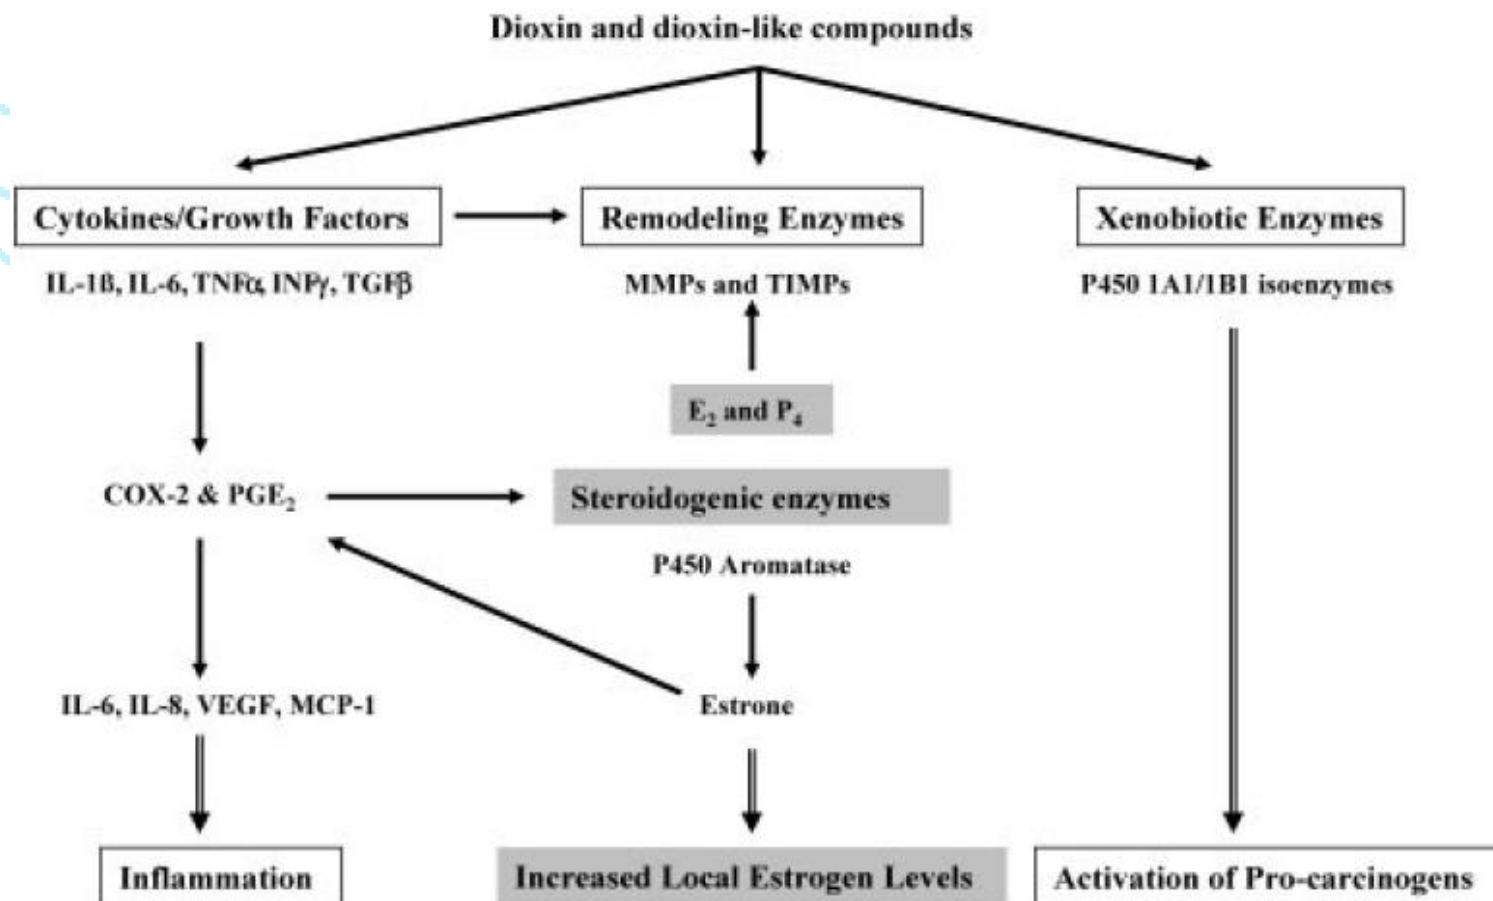 Dioxin and dioxin-like compounds
Cytokines/Growth Factors
Remodeling Enzymes
Xenobiotic Enzymes
IL-1ß, IL-6, TNFα, INFγ, TGFβ
MMPs and TIMPs
P450 1A1/1B1 isoenzymes
E₂ and P₄
COX-2 & PGE₂
Steroidogenic enzymes
P450 Aromatase
IL-6, IL-8, VEGF, MCP-1
Estrone
Inflammation
Increased Local Estrogen Levels
Activation of Pro-carcinogens